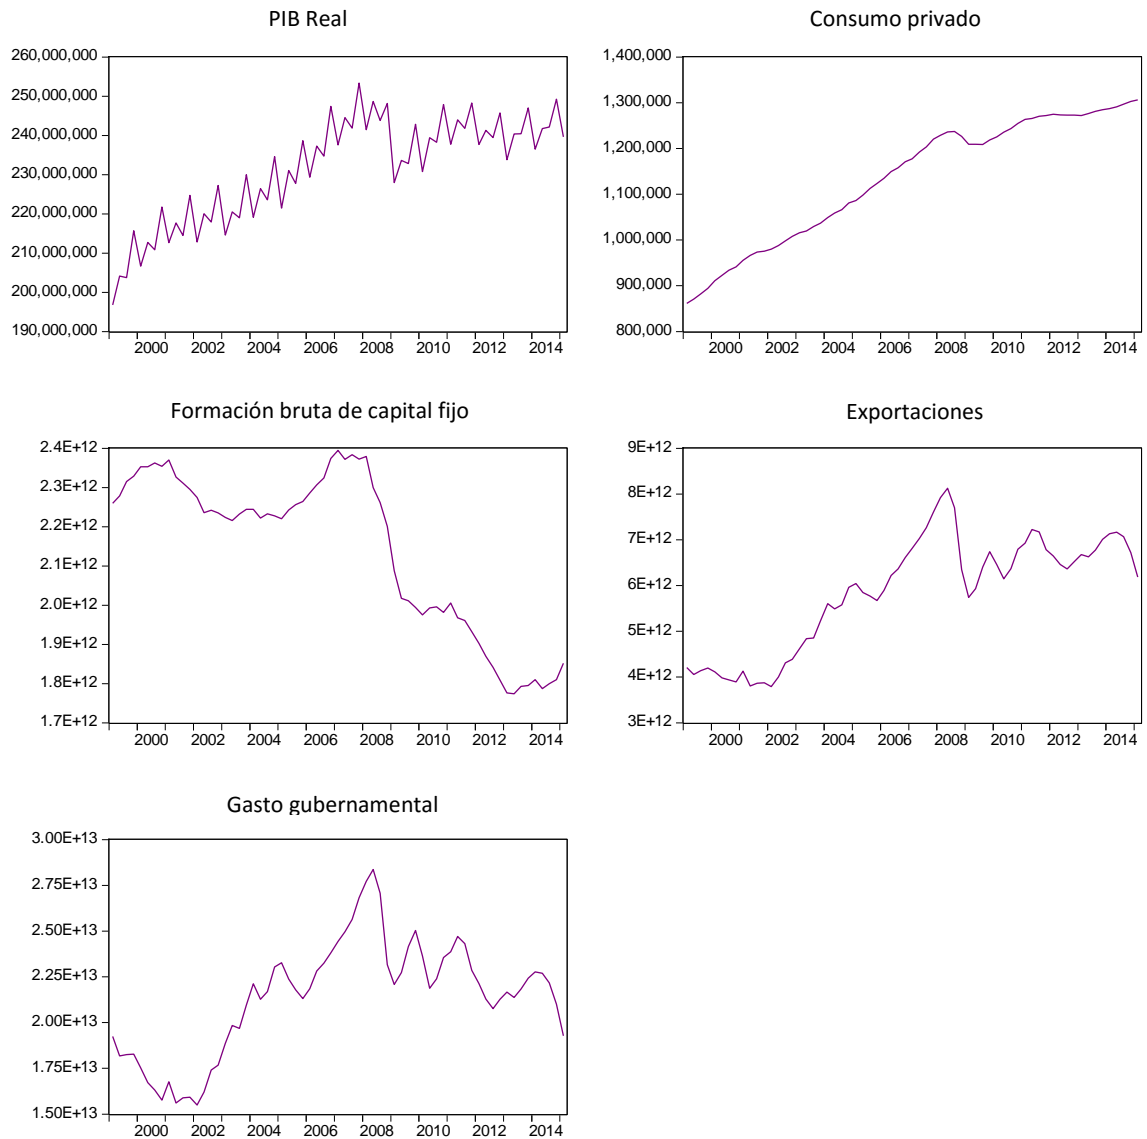 PIB Real
260,000,000
250,000,000
240,000,000
230,000,000
220,000,000
210,000,000
200,000,000
190,000,000
2000 2002 2004 2006 2008 2010 2012 2014
Consumo privado
1,400,000
1,300,000
1,200,000
1,100,000
1,000,000
900,000
800,000
2000 2002 2004 2006 2008 2010 2012 2014
Formación bruta de capital fijo
2.4E+12
2.3E+12
2.2E+12
2.1E+12
2.0E+12
1.9E+12
1.8E+12
1.7E+12
2000 2002 2004 2006 2008 2010 2012 2014
Exportaciones
9E+12
8E+12
7E+12
6E+12
5E+12
4E+12
3E+12
2000 2002 2004 2006 2008 2010 2012 2014
Gasto gubernamental
3.00E+13
2.75E+13
2.50E+13
2.25E+13
2.00E+13
1.75E+13
1.50E+13
2000 2002 2004 2006 2008 2010 2012 2014